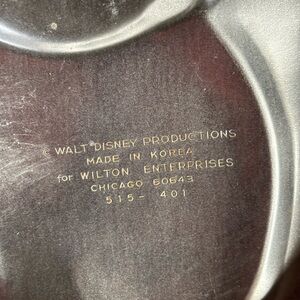 © WALT DISNEY PRODUCTIONS
MADE IN KOREA
for WILTON ENTERPRISES
CHICAGO 60643
515-401